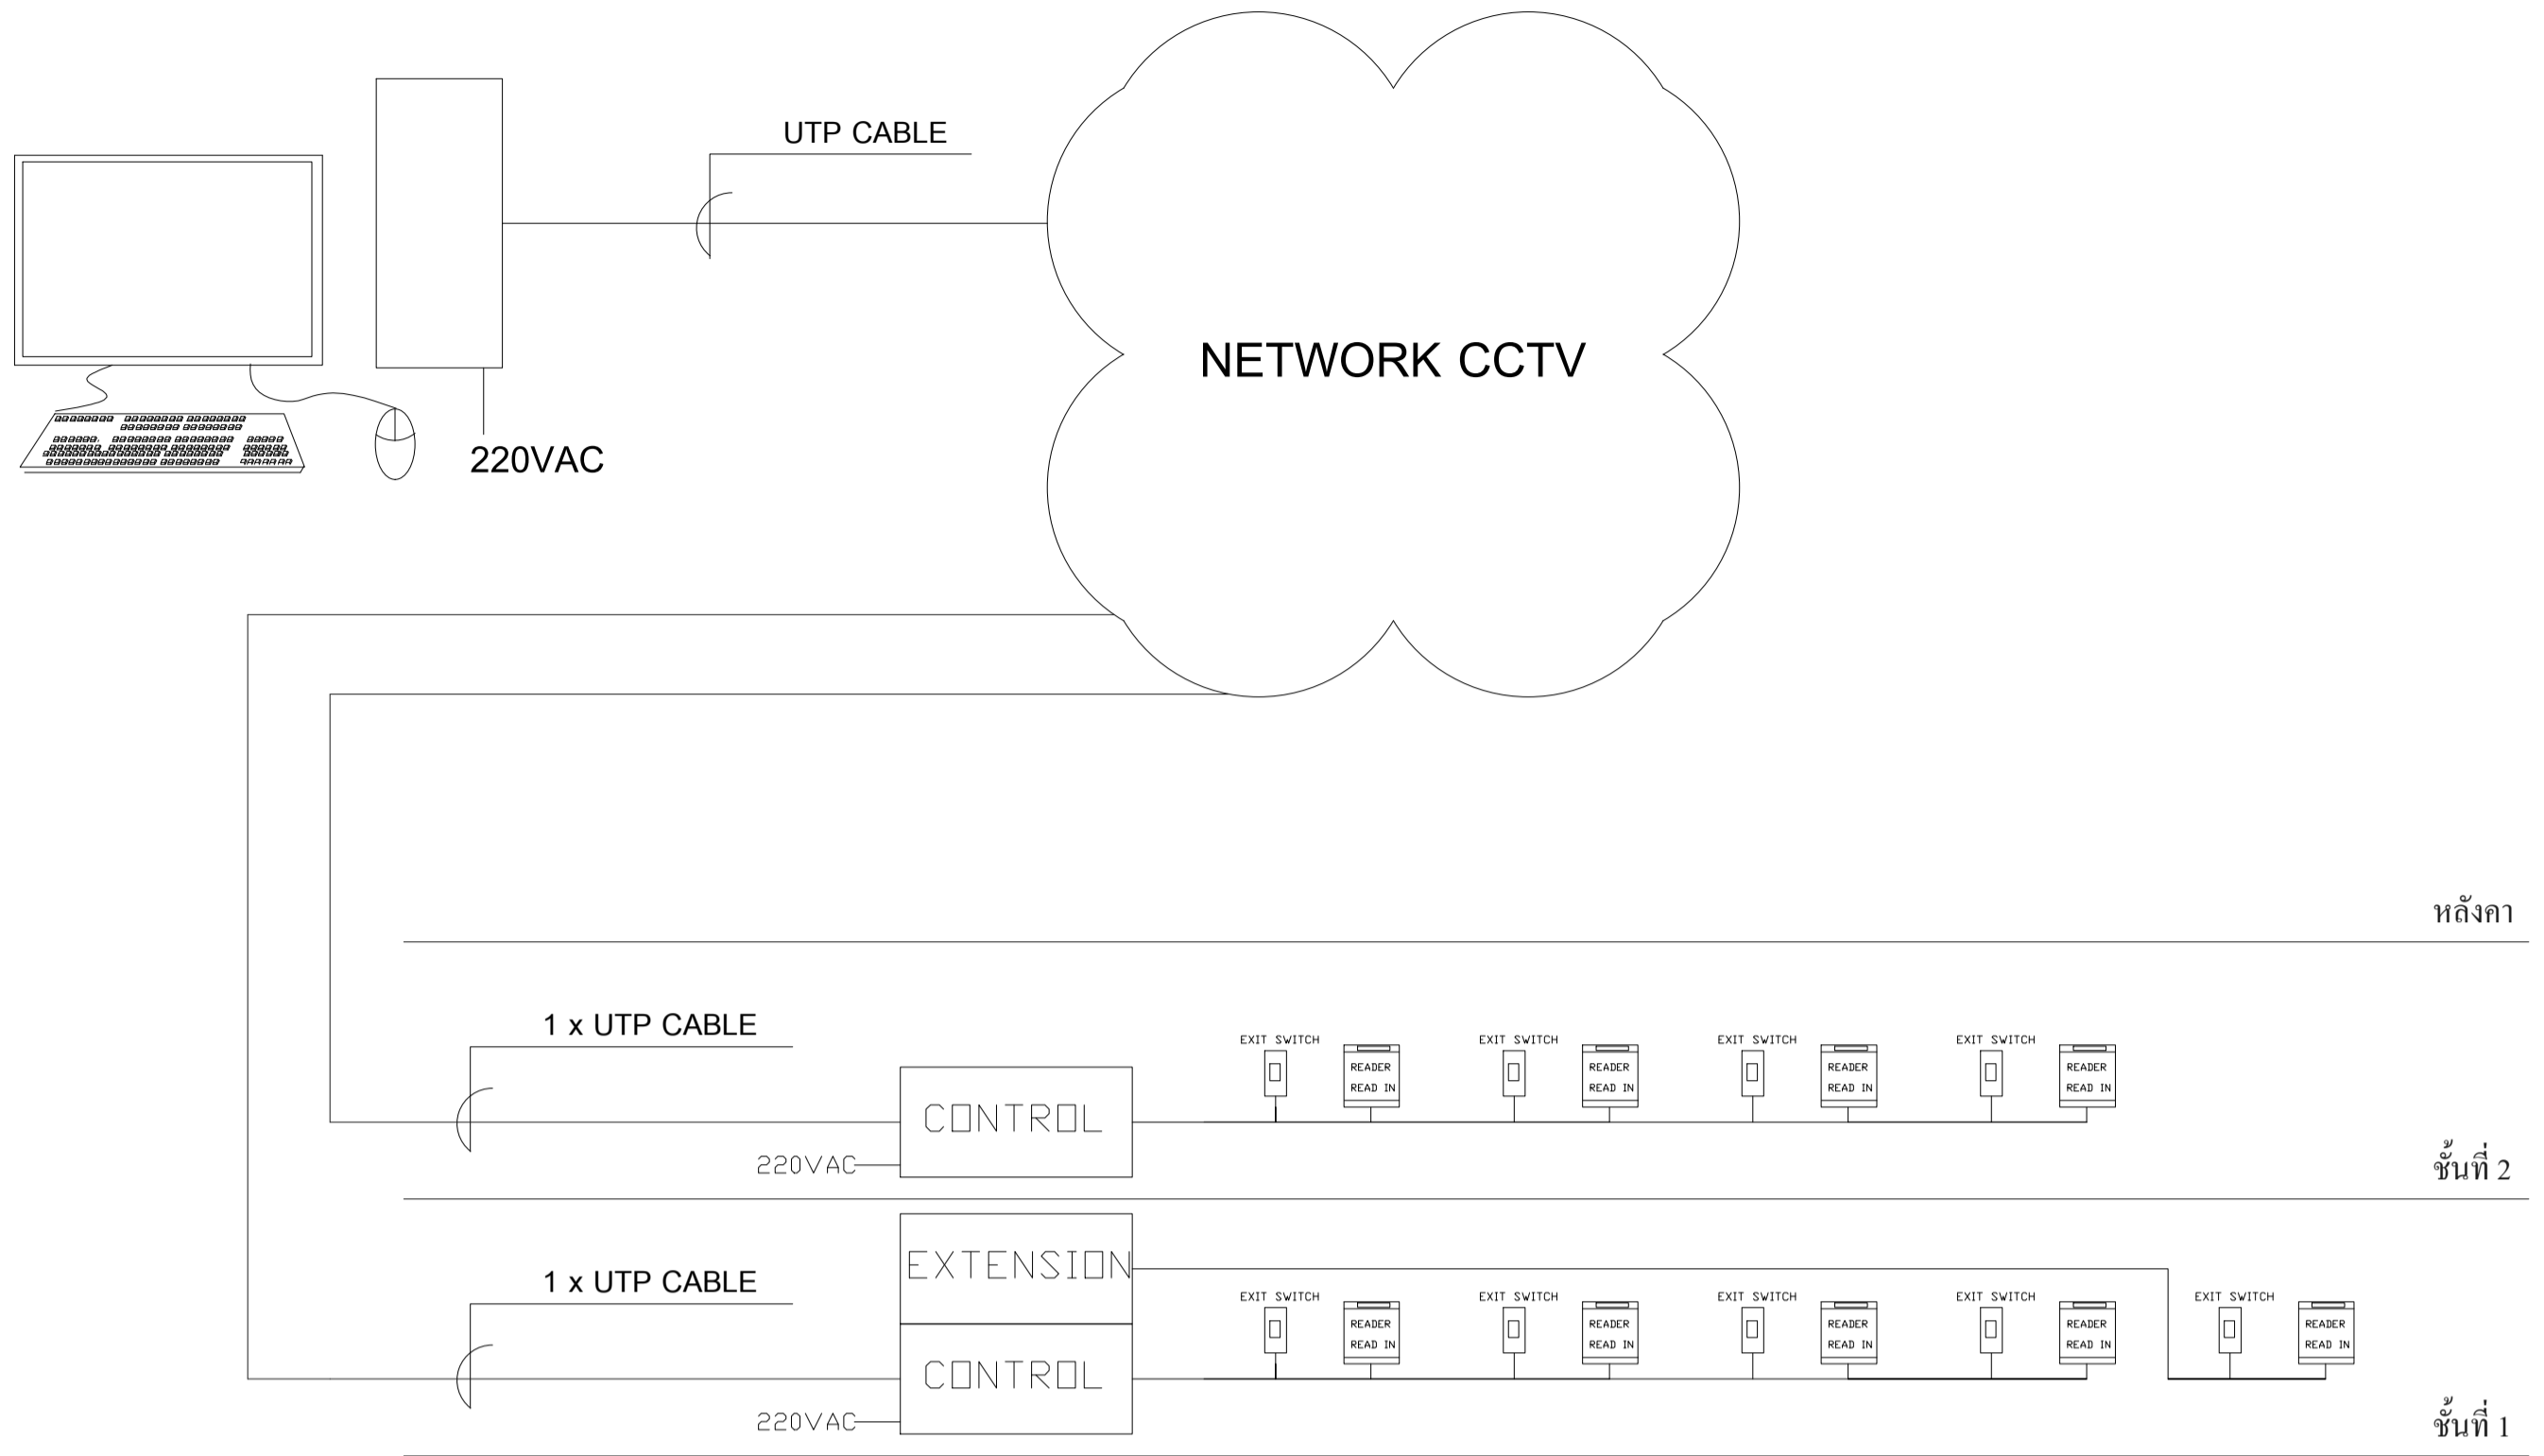 UTP CABLE
NETWORK CCTV
220VAC
หลังคา
1 x UTP CABLE
EXIT SWITCH
READER
READ IN
EXIT SWITCH
READER
READ IN
EXIT SWITCH
READER
READ IN
EXIT SWITCH
READER
READ IN
CONTROL
220VAC
ชั้นที่ 2
EXTENSION
1 x UTP CABLE
EXIT SWITCH
READER
READ IN
EXIT SWITCH
READER
READ IN
EXIT SWITCH
READER
READ IN
EXIT SWITCH
READER
READ IN
EXIT SWITCH
READER
READ IN
CONTROL
220VAC
ชั้นที่ 1